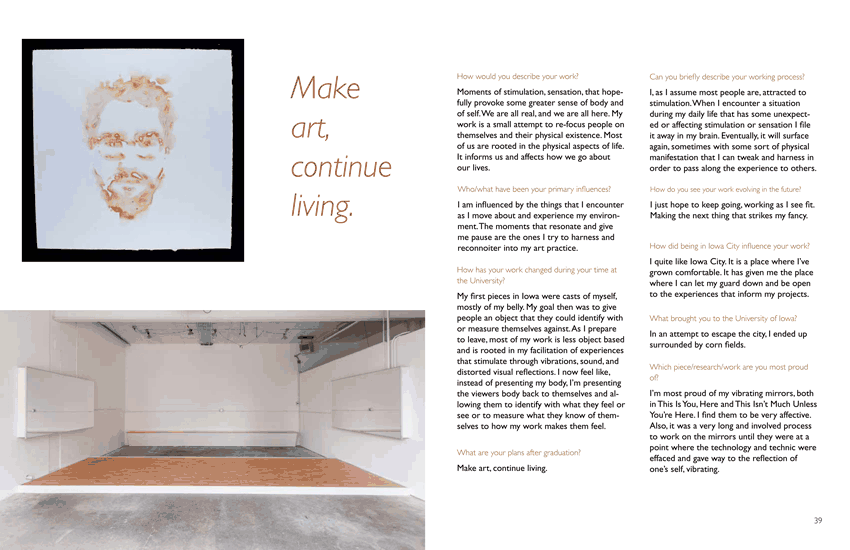 Make
art,
continue
living.
How would you describe your work?
Moments of stimulation, sensation, that hope-
fully provoke some greater sense of body and
of self. We are all real, and we are all here. My
work is a small attempt to re-focus people on
themselves and their physical existence. Most
of us are rooted in the physical aspects of life.
It informs us and affects how we go about
our lives.
Who/what have been your primary influences?
I am influenced by the things that I encounter
as I move about and experience my environ-
ment. The moments that resonate and give
me pause are the ones I try to harness and
reconnoiter into my art practice.
How has your work changed during your time at
the University?
My first pieces in Iowa were casts of myself,
mostly of my belly. My goal then was to give
people an object that they could identify with
or measure themselves against. As I prepare
to leave, most of my work is less object based
and is rooted in my facilitation of experiences
that stimulate through vibrations, sound, and
distorted visual reflections. I now feel like,
instead of presenting my body, I'm presenting
the viewers body back to themselves and al-
lowing them to identify with what they feel or
see or to measure what they know of them-
selves to how my work makes them feel.
What are your plans after graduation?
Make art, continue living.
Can you briefly describe your working process?
I, as I assume most people are, attracted to
stimulation. When I encounter a situation
during my daily life that has some unexpect-
ed or affecting stimulation or sensation I file
it away in my brain. Eventually, it will surface
again, sometimes with some sort of physical
manifestation that I can tweak and harness in
order to pass along the experience to others.
How do you see your work evolving in the future?
I just hope to keep going, working as I see fit.
Making the next thing that strikes my fancy.
How did being in Iowa City influence your work?
I quite like Iowa City. It is a place where I've
grown comfortable. It has given me the place
where I can let my guard down and be open
to the experiences that inform my projects.
What brought you to the University of Iowa?
In an attempt to escape the city, I ended up
surrounded by corn fields.
Which piece/research/work are you most proud
of?
I'm most proud of my vibrating mirrors, both
in This Is You, Here and This Isn't Much Unless
You're Here. I find them to be very affective.
Also, it was a very long and involved process
to work on the mirrors until they were at a
point where the technology and technic were
effaced and gave way to the reflection of
one's self, vibrating.
39